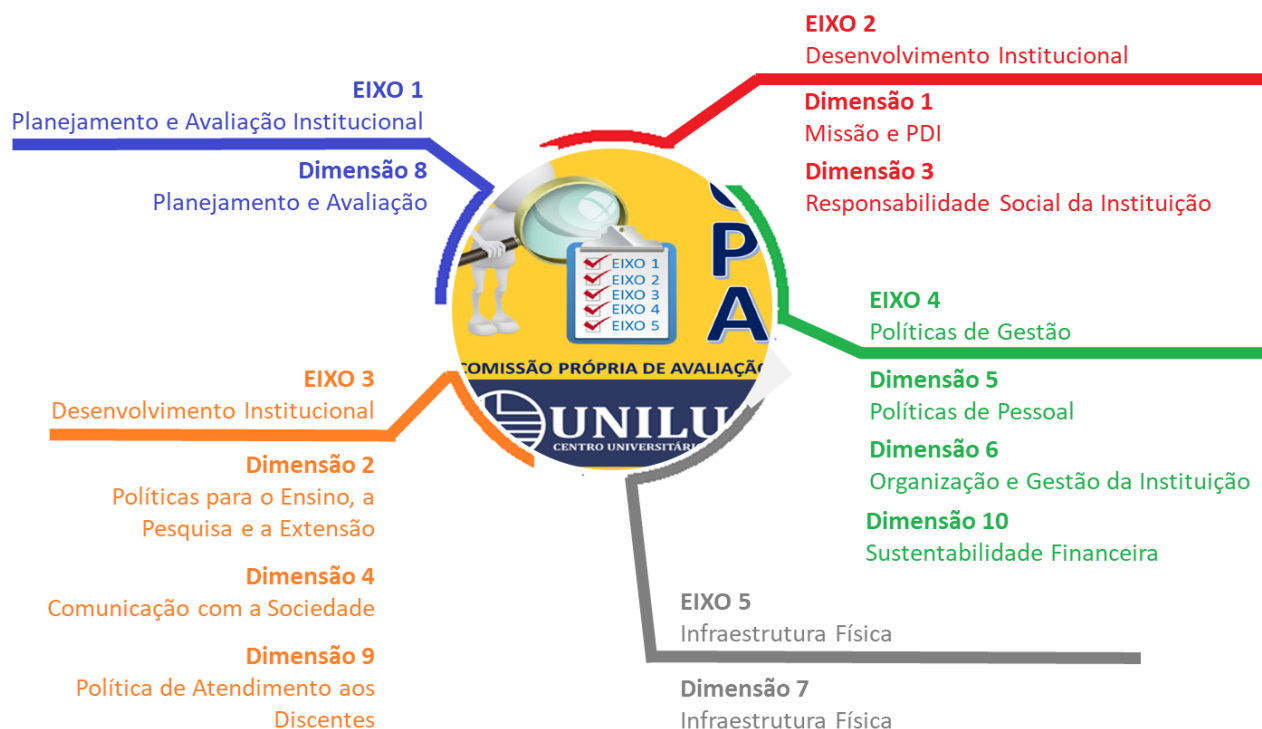 EIXO 1
Planejamento e Avaliação Institucional
Dimensão 8
Planejamento e Avaliação
EIXO 2
Desenvolvimento Institucional
Dimensão 1
Missão e PDI
Dimensão 3
Responsabilidade Social da Instituição
P
A
EIXO 1
EIXO 2
EIXO 3
EIXO 4
EIXO 5
COMISSÃO PRÓPRIA DE AVALIAÇÃO
UNILU
CENTRO UNIVERSITÁRI
EIXO 3
Desenvolvimento Institucional
Dimensão 2
Políticas para o Ensino, a
Pesquisa e a Extensão
Dimensão 4
Comunicação com a Sociedade
Dimensão 9
Política de Atendimento aos
Discentes
EIXO 4
Políticas de Gestão
Dimensão 5
Políticas de Pessoal
Dimensão 6
Organização e Gestão da Instituição
Dimensão 10
Sustentabilidade Financeira
EIXO 5
Infraestrutura Física
Dimensão 7
Infraestrutura Física